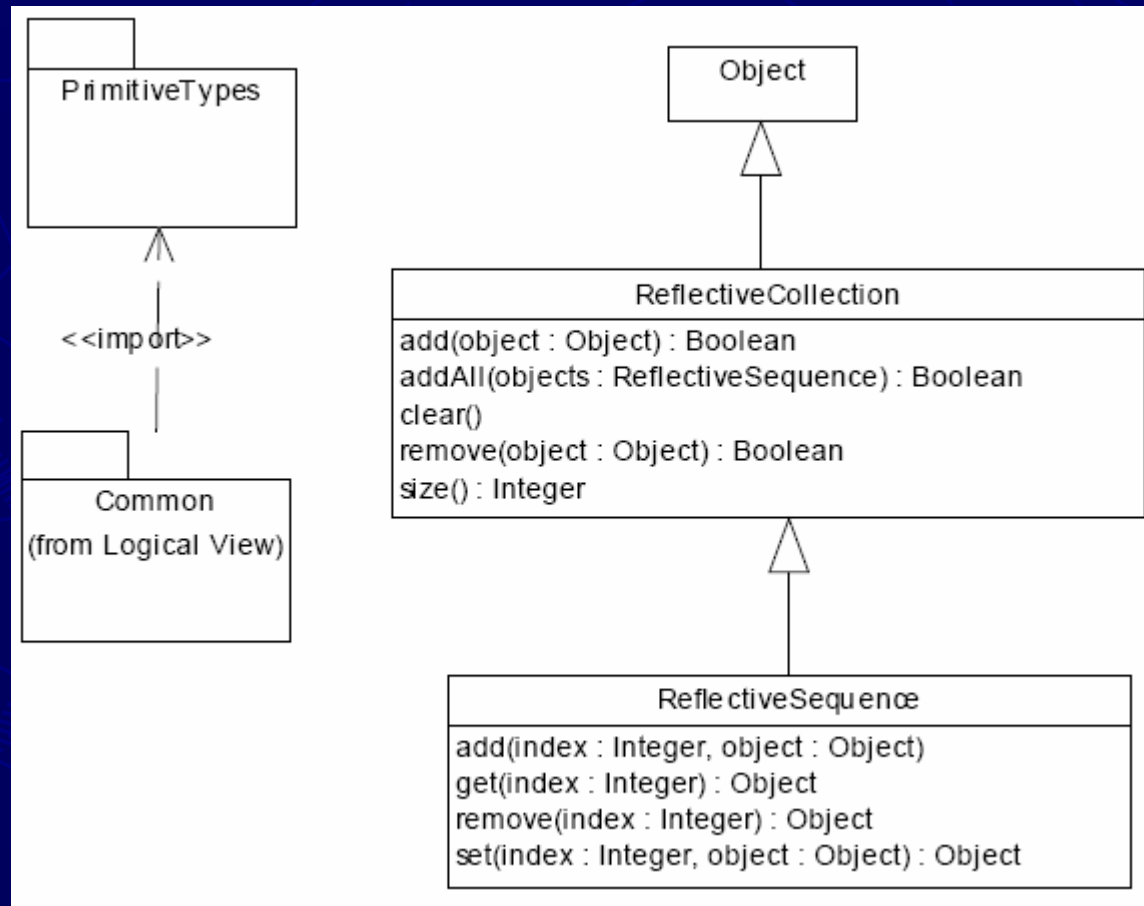 PrimitiveTypes
<<import>>
Common
(from Logical View)
Object
ReflectiveCollection
add(object : Object) : Boolean
addAll(objects : ReflectiveSequence) : Boolean
clear()
remove(object : Object) : Boolean
size() : Integer
ReflectiveSequence
add(index : Integer, object : Object)
get(index : Integer) : Object
remove(index : Integer) : Object
set(index : Integer, object : Object) : Object